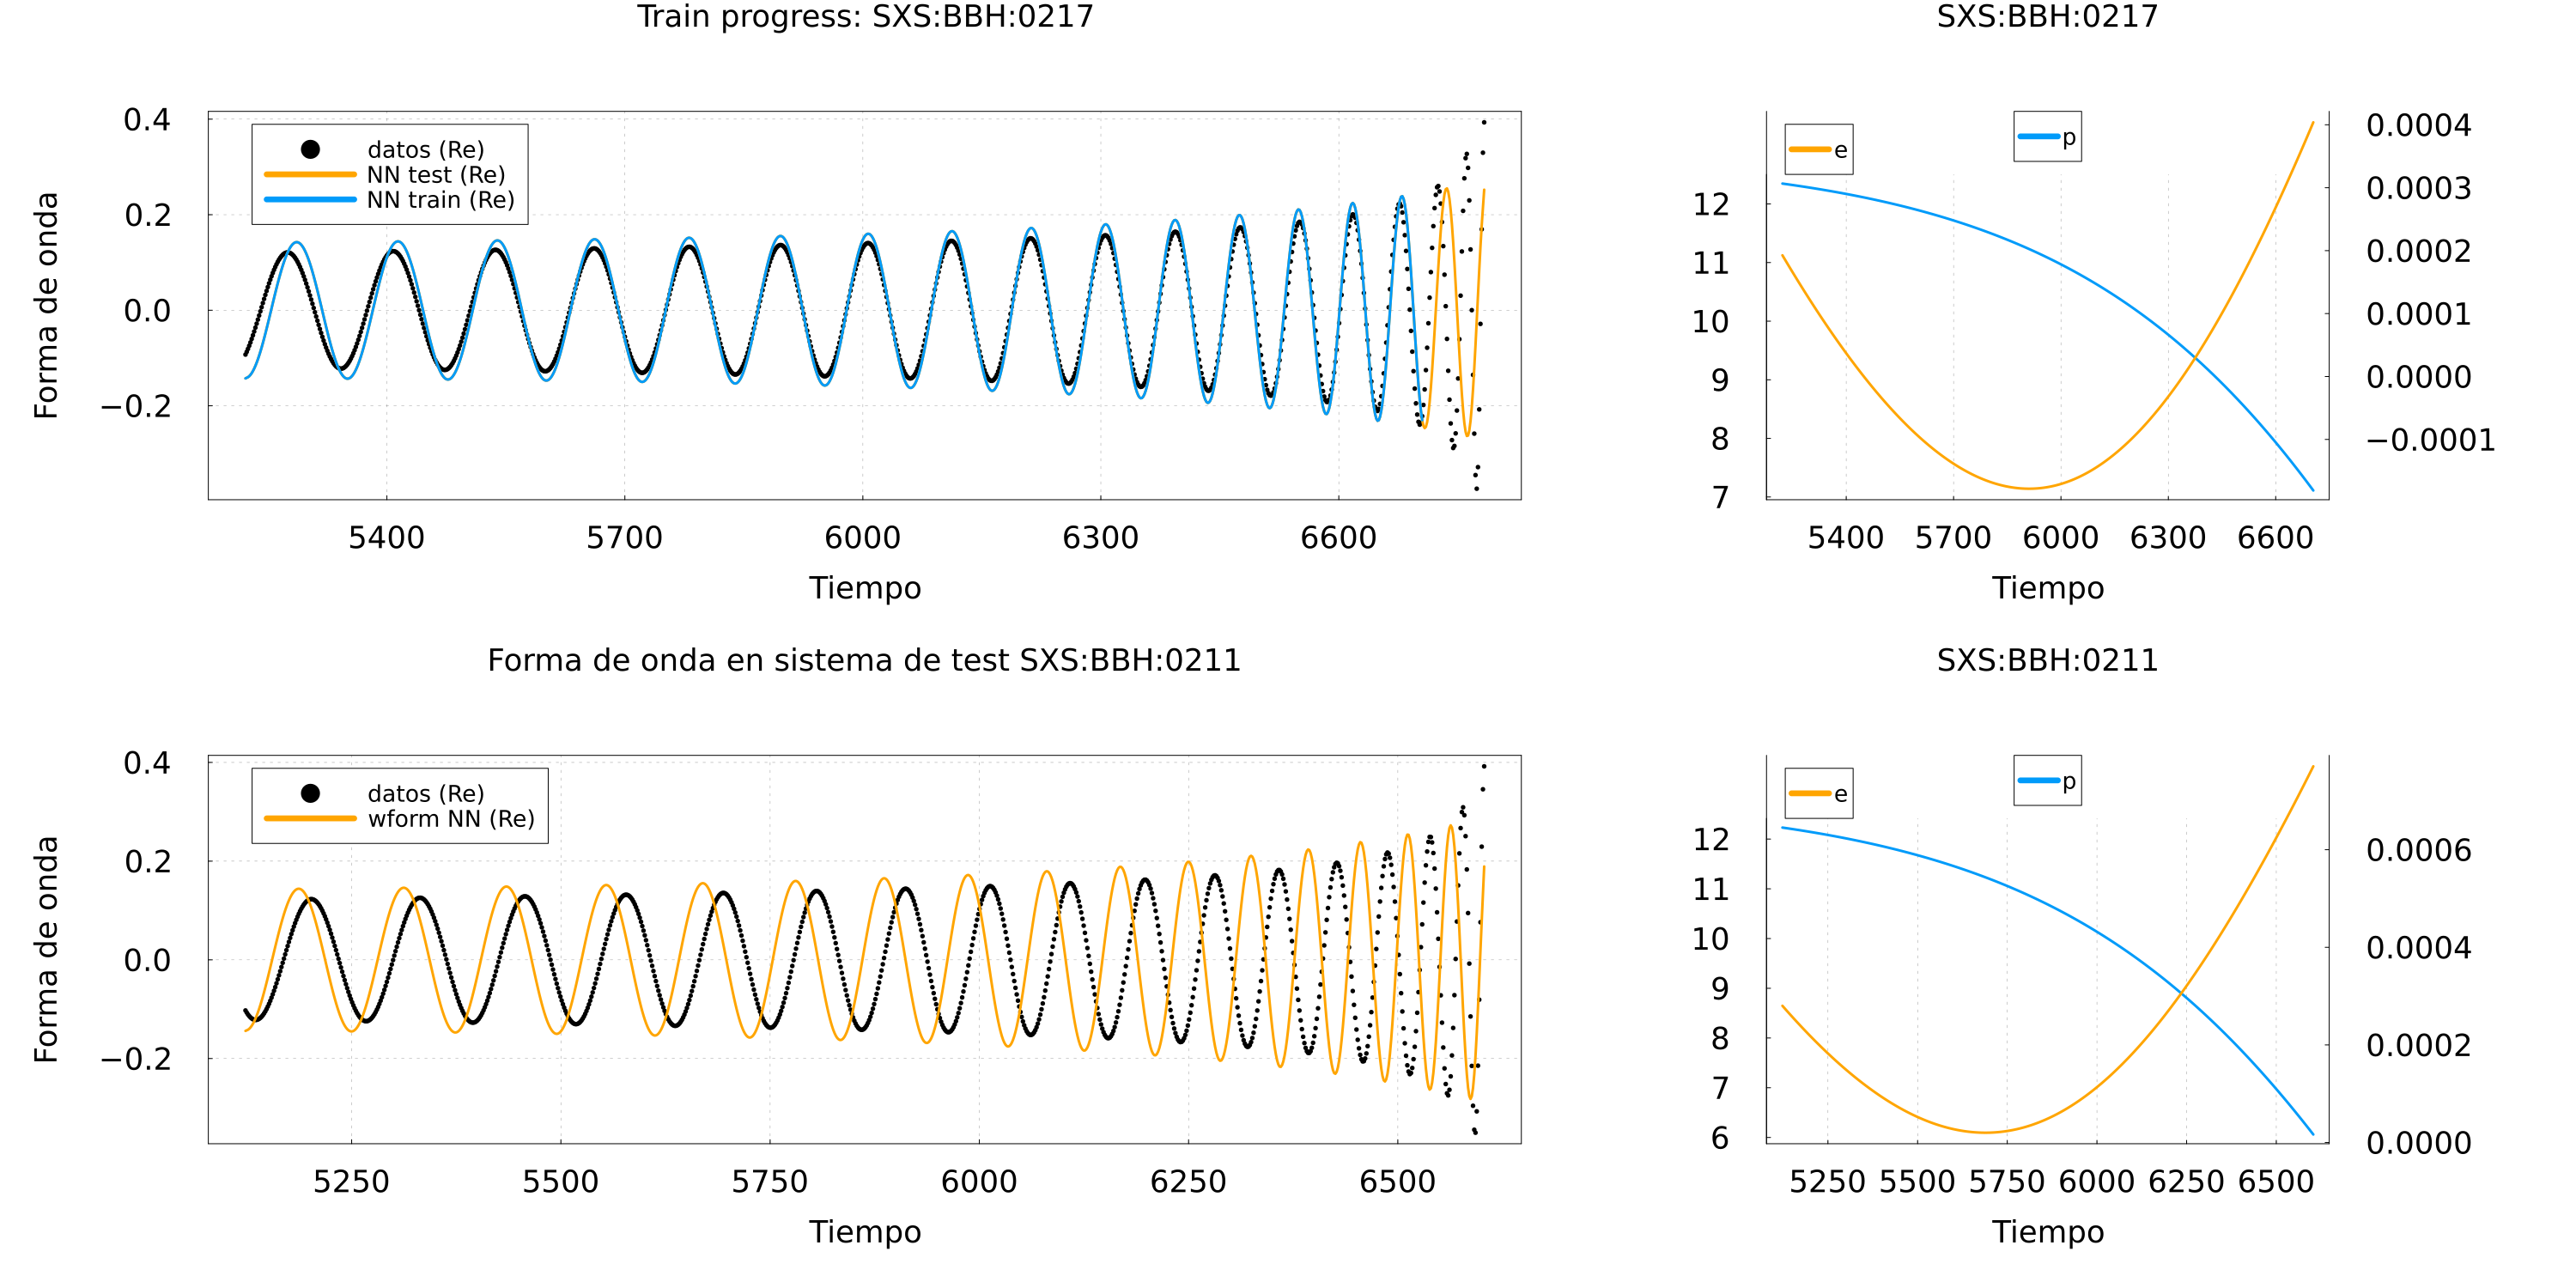 Train progress: SXS:BBH:0217
datos (Re)
NN test (Re)
NN train (Re)
0.4
0.2
0.0
−0.2
Forma de onda
5400 5700 6000 6300 6600
Tiempo
SXS:BBH:0217
e
p
12
11
10
9
8
7
0.0004
0.0003
0.0002
0.0001
0.0000
−0.0001
5400 5700 6000 6300 6600
Tiempo
Forma de onda en sistema de test SXS:BBH:0211
datos (Re)
wform NN (Re)
0.4
0.2
0.0
−0.2
Forma de onda
5250 5500 5750 6000 6250 6500
Tiempo
SXS:BBH:0211
e
p
12
11
10
9
8
7
6
0.0006
0.0004
0.0002
0.0000
5250 5500 5750 6000 6250 6500
Tiempo